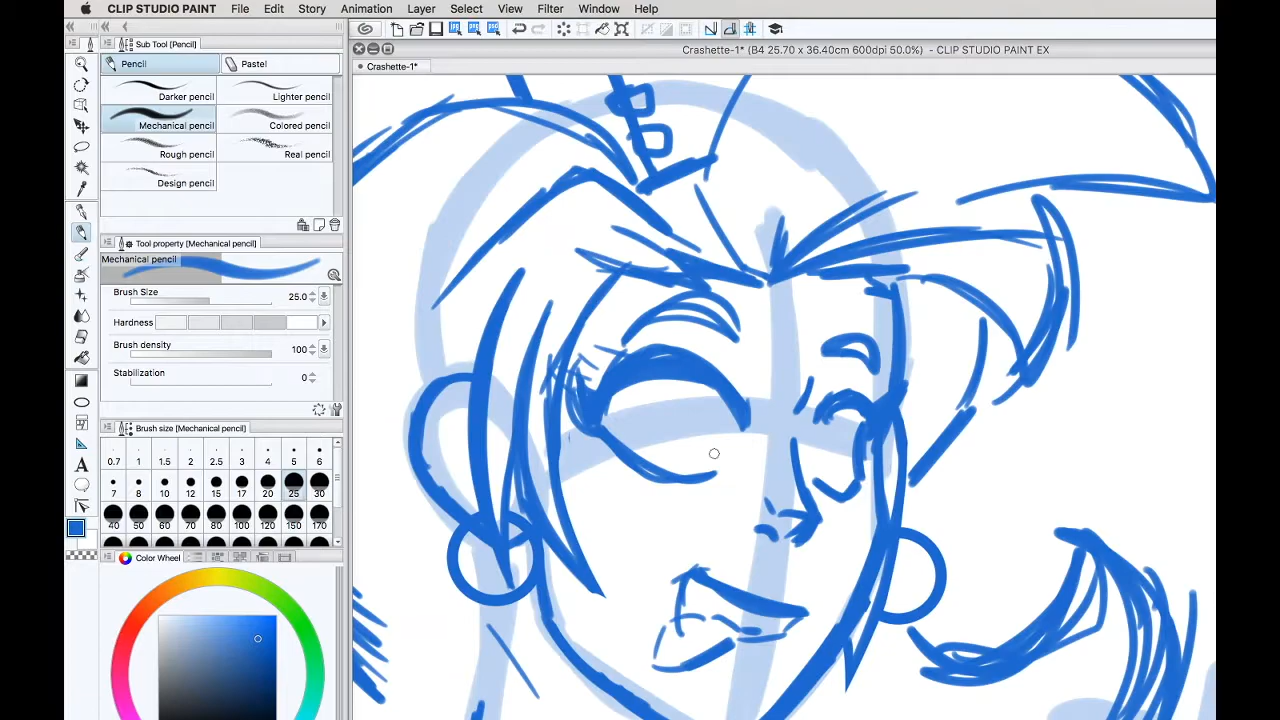 CLIP STUDIO PAINT File Edit Story Animation Layer Select View Filter Window Help
Crashette-1* (B4 25.70 x 36.40cm 600dpi 50.0%) - CLIP STUDIO PAINT EX
Crashette-1*
Sub Tool [Pencil]
Pencil Pastel
Darker pencil Lighter pencil
Mechanical pencil Colored pencil
Rough pencil Real pencil
Design pencil
Tool property [Mechanical pencil]
Mechanical pencil
Brush Size 25.0
Hardness
Brush density 100
Stabilization 0
Brush size [Mechanical pencil]
0.7 1 1.5 2 2.5 3 4 5 6
7 8 10 12 15 17 20 25 30
40 50 60 70 80 100 120 150 170
Color Wheel